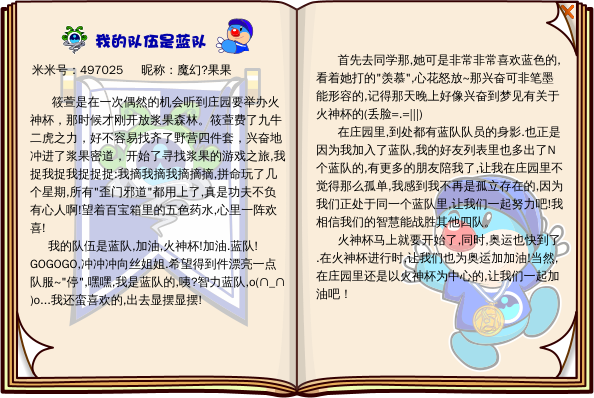 我的队伍是蓝队
米米号：497025 昵称：魔幻?果果
筱萱是在一次偶然的机会听到庄园要举办火
神杯，那时候才刚开放浆果森林。筱萱费了九牛
二虎之力，好不容易找齐了野营四件套，兴奋地
冲进了浆果密道，开始了寻找浆果的游戏之旅,我
捉我捉我捉捉捉;我摘我摘我摘摘摘,拼命玩了几
个星期,所有"歪门邪道"都用上了,真是功夫不负
有心人啊!望着百宝箱里的五色药水,心里一阵欢
喜!
我的队伍是蓝队,加油,火神杯!加油.蓝队!
GOGOGO,冲冲冲向丝姐姐,希望得到件漂亮一点
队服~"停",嘿嘿,我是蓝队的,咦?智力蓝队,o(∩_∩
)o...我还蛮喜欢的,出去显摆显摆!
首先去同学那,她可是非常非常喜欢蓝色的,
看着她打的"羡慕",心花怒放~那兴奋可非笔墨
能形容的,记得那天晚上好像兴奋到梦见有关于
火神杯的(丢脸=.=|||)
在庄园里,到处都有蓝队队员的身影.也正是
因为我加入了蓝队,我的好友列表里也多出了N
个蓝队的,有更多的朋友陪我了,让我在庄园里不
觉得那么孤单,我感到我不再是孤立存在的,因为
我们正处于同一个蓝队里,让我们一起努力吧!我
相信我们的智慧能战胜其他四队。
火神杯马上就要开始了,同时,奥运也快到了
.在火神杯进行时,让我们也为奥运加加油!当然,
在庄园里还是以火神杯为中心的,让我们一起加
油吧！